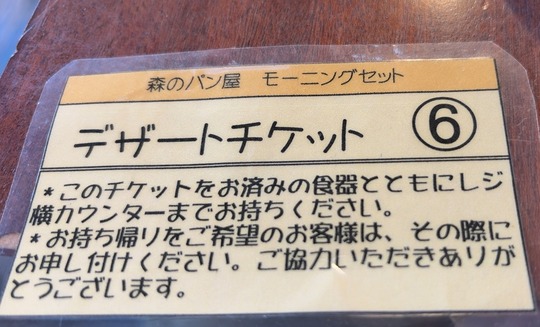 森のパン屋 モーニングセット
デザートチケット ⑥
*このチケットをお済みの食器とともにレジ
横カウンターまでお持ちください。
*お持ち帰りをご希望のお客様は、その際に
お申し付けください。ご協力いただきありが
とうございます。